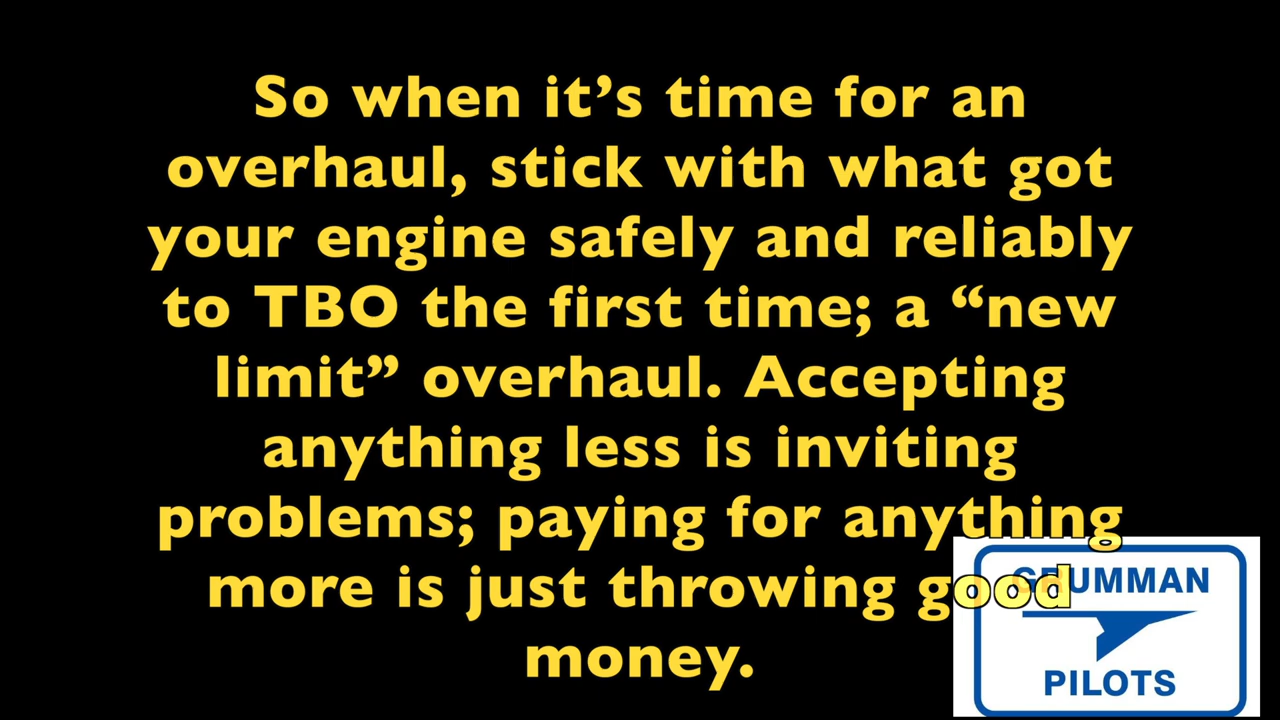 So when it’s time for an
overhaul, stick with what got
your engine safely and reliably
to TBO the first time; a “new
limit” overhaul. Accepting
anything less is inviting
problems; paying for anything
more is just throwing good
money.
GRUMMAN
PILOTS